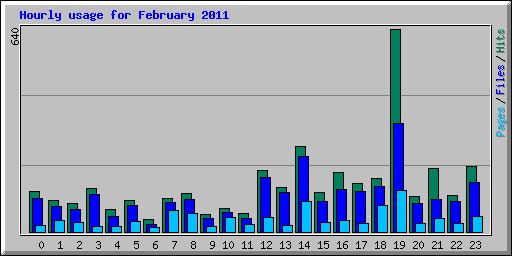 Hourly usage for February 2011
640
Pages/Files/Hits
0 1 2 3 4 5 6 7 8 9 10 11 12 13 14 15 16 17 18 19 20 21 22 23